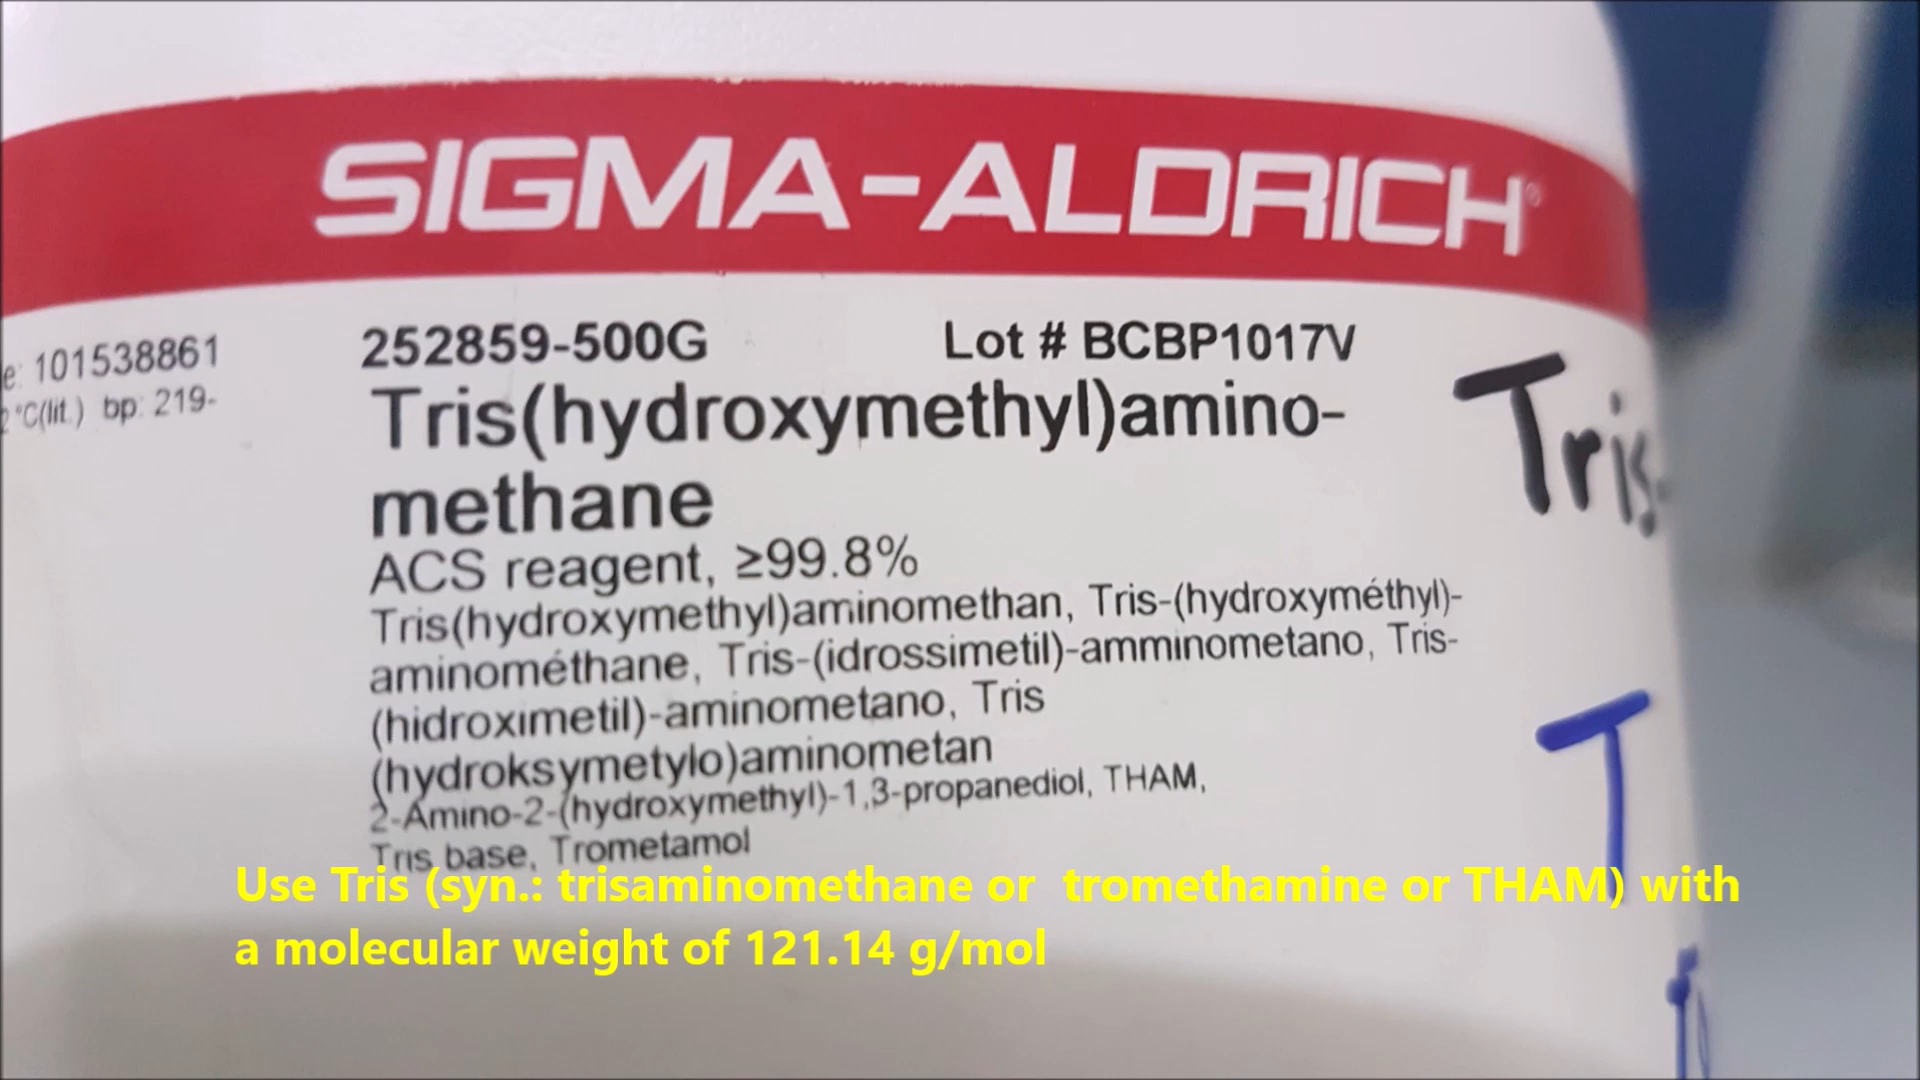 SIGMA-ALDRICH®
e: 101538861
2 °C(lit.) bp: 219-
252859-500G Lot # BCBP1017V
Tris(hydroxymethyl)amino-
methane
ACS reagent, ≥99.8%
Tris(hydroxymethyl)aminomethan, Tris-(hydroxyméthyl)-
aminométhane, Tris-(idrossimetil)-amminometano, Tris-
(hidroximetil)-aminometano, Tris
(hydroksymetylo)aminometan
2-Amino-2-(hydroxymethyl)-1,3-propanediol, THAM,
Tris base, Trometamol
Tris-
T
Use Tris (syn.: trisaminomethane or tromethamine or THAM) with
a molecular weight of 121.14 g/mol